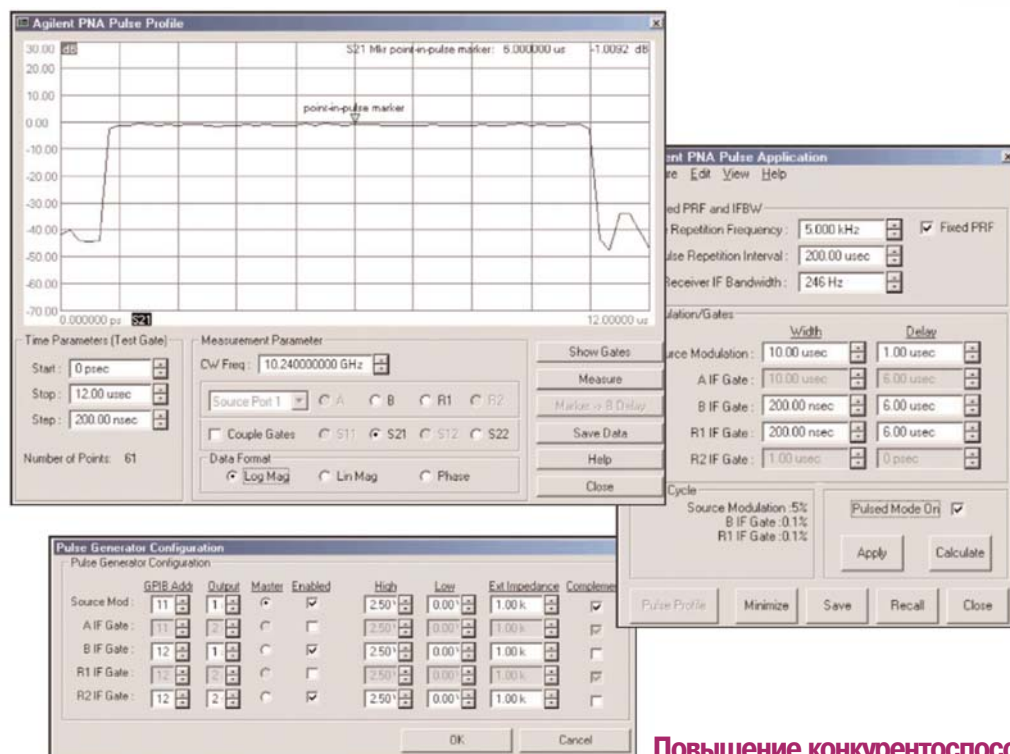 Agilent PNA Pulse Profile
30.00 dB
S21 Mkr point-in-pulse marker: 6.000000 us -1.0092 dB
20.00
10.00
point-in-pulse marker
0.00
-10.00
-20.00
-30.00
-40.00
-50.00
-60.00
-70.00
0.000000 ps S21
12.00000 us
Time Parameters (Test Gate)
Start: 0 psec
Stop: 12.00 usec
Step: 200.00 nsec
Number of Points: 61
Measurement Parameter
CW Freq: 10.240000000 GHz
Source Port 1 A B R1 R2
Couple Gates S11 S21 S12 S22
Data Format
Log Mag Lin Mag Phase
Show Gates
Measure
Marker -> B Delay
Save Data
Help
Close
ent PNA Pulse Application
re Edit View Help
ed PRF and IFBW
Repetition Frequency: 5.000 kHz Fixed PRF
ulse Repetition Interval: 200.00 usec
Receiver IF Bandwidth: 246 Hz
ulation/Gates
Width Delay
urce Modulation: 10.00 usec 1.00 usec
A IF Gate: 10.00 usec 6.00 usec
B IF Gate: 200.00 nsec 6.00 usec
R1 IF Gate: 200.00 nsec 6.00 usec
R2 IF Gate: 1.00 usec 0 psec
Cycle
Source Modulation :5%
B IF Gate :0.1%
R1 IF Gate :0.1%
Pulsed Mode On
Apply Calculate
Pulse Profile Minimize Save Recall Close
Pulse Generator Configuration
Pulse Generator Configuration
GPIB Addr Output Master Enabled High Low Ext Impedance Complemen
Source Mod: 11 1 2.50 0.00 1.00 k
A IF Gate: 11 2 2.50 0.00 1.00 k
B IF Gate: 12 1 2.50 0.00 1.00 k
R1 IF Gate: 12 2 2.50 0.00 1.00 k
R2 IF Gate: 12 2 2.50 0.00 1.00 k
OK Cancel
Повышение конкурентоспосо